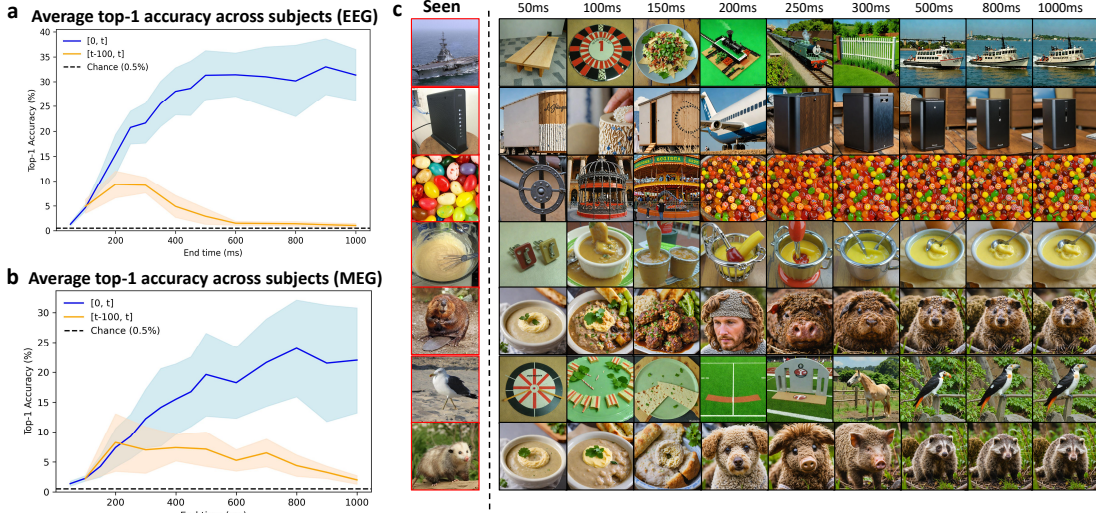 a Average top-1 accuracy across subjects (EEG)
[0, t]
[t-100, t]
Chance (0.5%)
Top-1 Accuracy (%)
40
35
30
25
20
15
10
5
0
200 400 600 800 1000
End time (ms)
b Average top-1 accuracy across subjects (MEG)
[0, t]
[t-100, t]
Chance (0.5%)
Top-1 Accuracy (%)
30
25
20
15
10
5
0
200 400 600 800 1000
End time (ms)
c Seen 50ms 100ms 150ms 200ms 250ms 300ms 500ms 800ms 1000ms